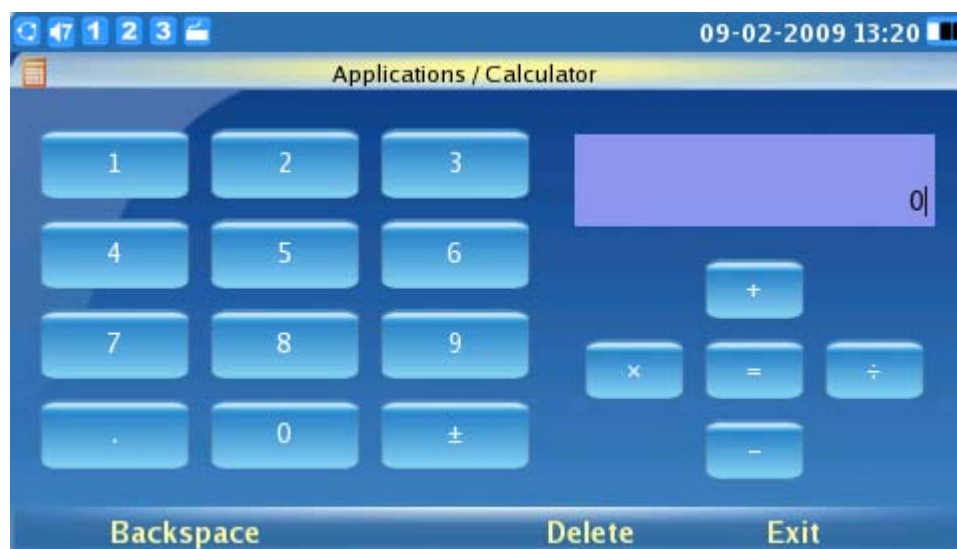 7 1 2 3 09-02-2009 13:20
Applications / Calculator
1 2 3
0
4 5 6
+
7 8 9
× = ÷
. 0 ±
−
Backspace Delete Exit